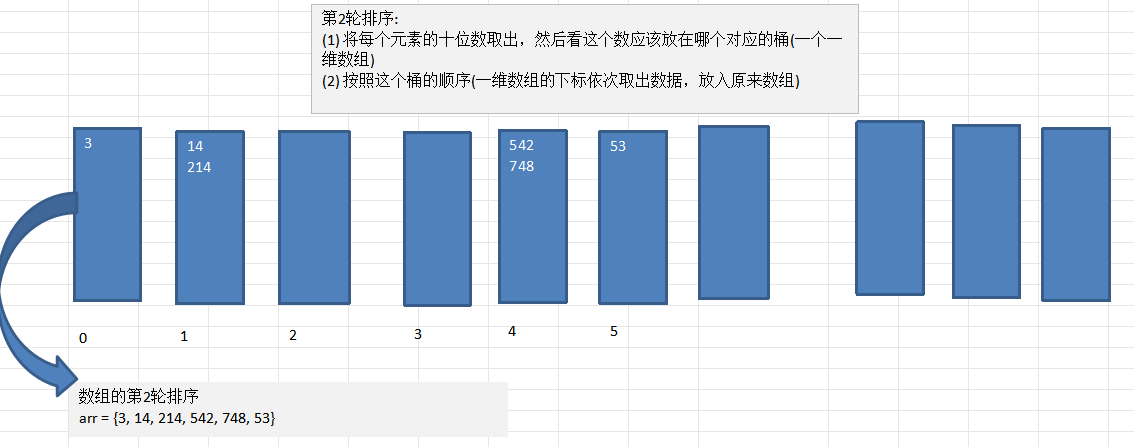 第2轮排序:
(1) 将每个元素的十位数取出，然后看这个数应该放在哪个对应的桶(一个一
维数组)
(2) 按照这个桶的顺序(一维数组的下标依次取出数据，放入原来数组)
3
14
214
542
748
53
0
1
2
3
4
5
数组的第2轮排序
arr = {3, 14, 214, 542, 748, 53}